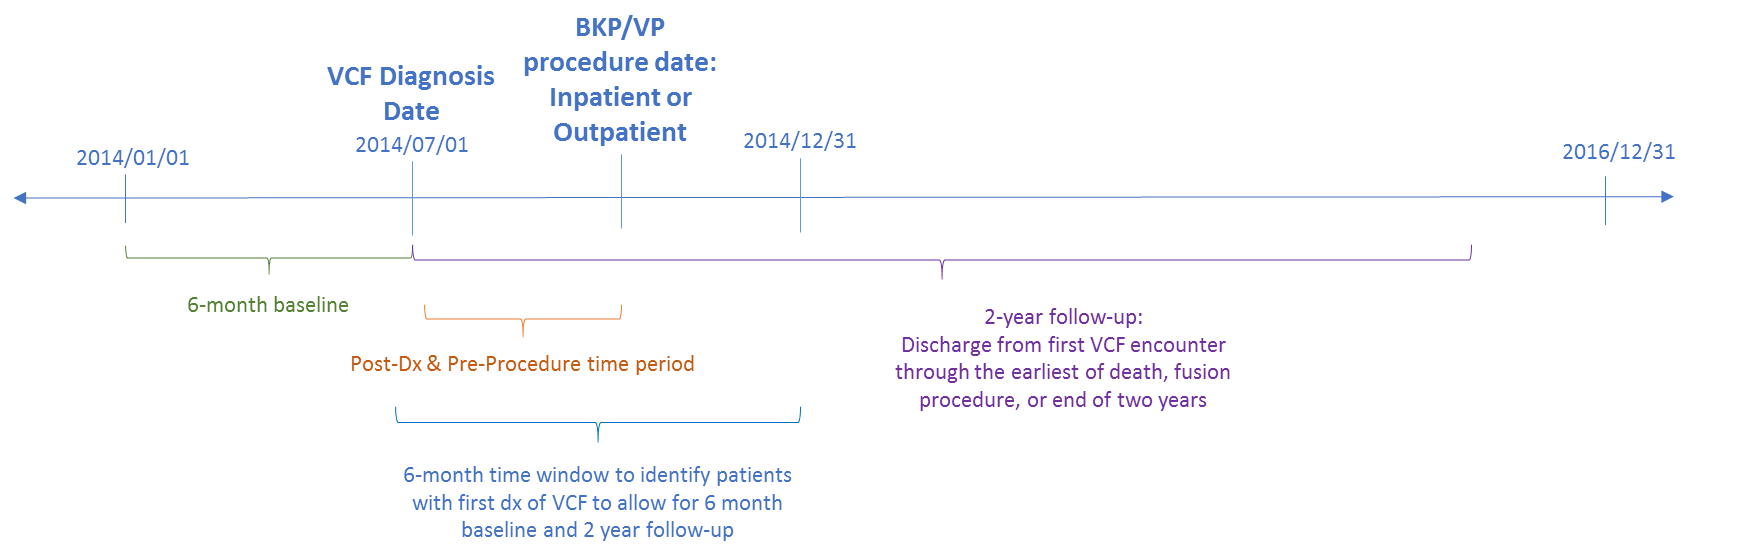 BKP/VP
procedure date:
Inpatient or
Outpatient
VCF Diagnosis
Date
2014/01/01
2014/07/01
2014/12/31
2016/12/31
6-month baseline
Post-Dx & Pre-Procedure time period
2-year follow-up:
Discharge from first VCF encounter
through the earliest of death, fusion
procedure, or end of two years
6-month time window to identify patients
with first dx of VCF to allow for 6 month
baseline and 2 year follow-up